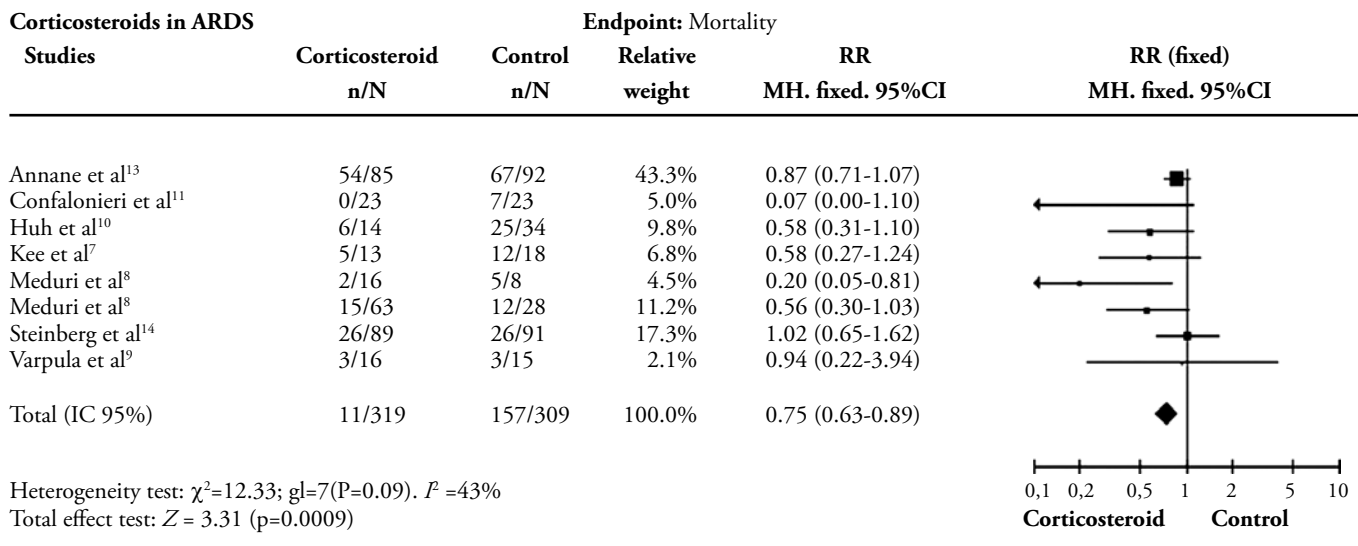 Corticosteroids in ARDS Endpoint: Mortality
Studies Corticosteroid Control Relative RR RR (fixed)
n/N n/N weight MH. fixed. 95%CI MH. fixed. 95%CI
Annane et al13 54/85 67/92 43.3% 0.87 (0.71-1.07)
Confalonieri et al11 0/23 7/23 5.0% 0.07 (0.00-1.10)
Huh et al10 6/14 25/34 9.8% 0.58 (0.31-1.10)
Kee et al7 5/13 12/18 6.8% 0.58 (0.27-1.24)
Meduri et al8 2/16 5/8 4.5% 0.20 (0.05-0.81)
Meduri et al8 15/63 12/28 11.2% 0.56 (0.30-1.03)
Steinberg et al14 26/89 26/91 17.3% 1.02 (0.65-1.62)
Varpula et al9 3/16 3/15 2.1% 0.94 (0.22-3.94)
Total (IC 95%) 11/319 157/309 100.0% 0.75 (0.63-0.89)
Heterogeneity test: χ2=12.33; gl=7(P=0.09). I2 =43%
Total effect test: Z = 3.31 (p=0.0009)
0,1 0,2 0,5 1 2 5 10
Corticosteroid Control